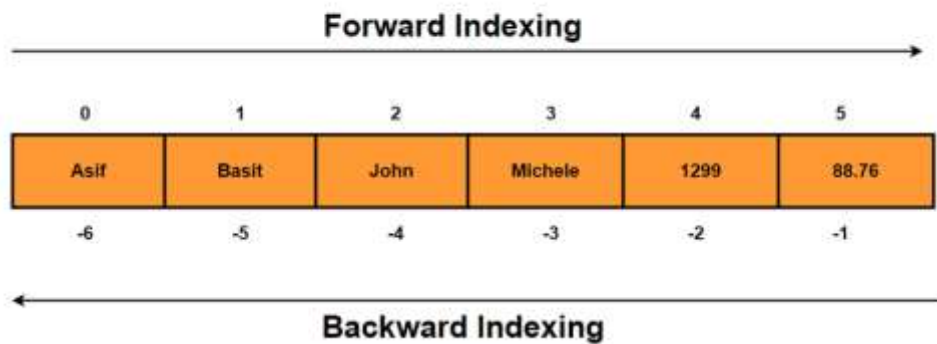 Forward Indexing
0 1 2 3 4 5
Asif Basit John Michele 1299 88.76
-6 -5 -4 -3 -2 -1
Backward Indexing